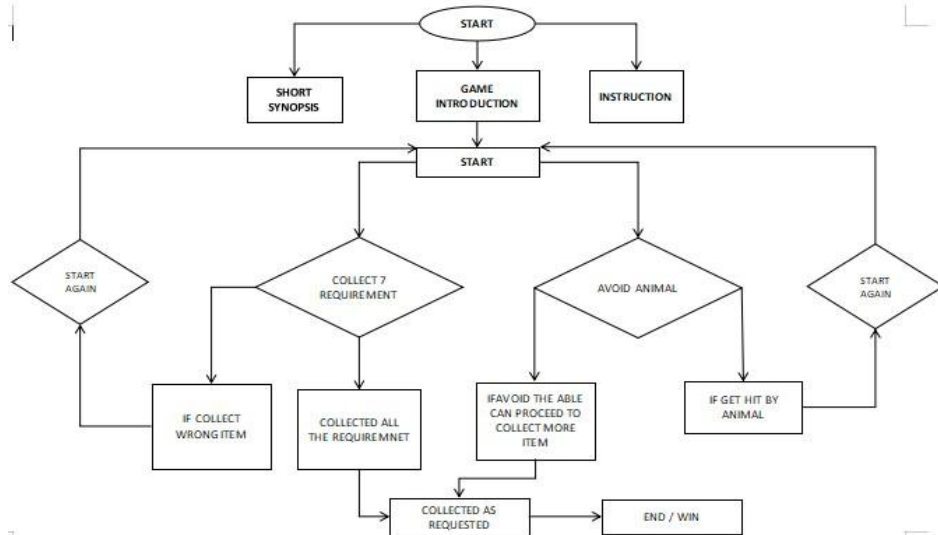 START
SHORT
SYNOPSIS
GAME
INTRODUCTION
INSTRUCTION
START
START
AGAIN
COLLECT 7
REQUIREMENT
AVOID ANIMAL
START
AGAIN
IF COLLECT
WRONG ITEM
COLLECTED ALL
THE REQUIREMNET
IFAVOID THE ABLE
CAN PROCEED TO
COLLECT MORE
ITEM
IF GET HIT BY
ANIMAL
COLLECTED AS
REQUESTED
END / WIN